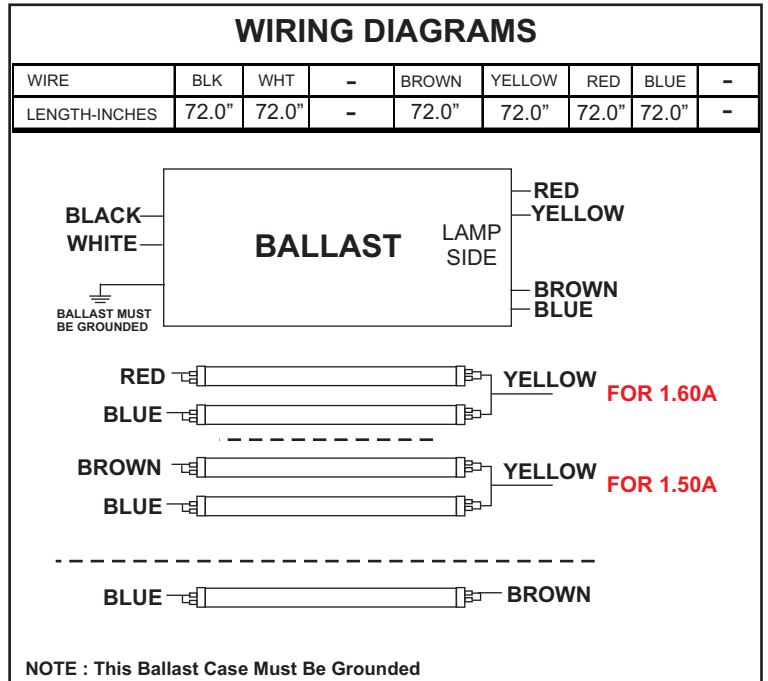 WIRING DIAGRAMS
WIRE BLK WHT - BROWN YELLOW RED BLUE -
LENGTH-INCHES 72.0” 72.0” - 72.0” 72.0” 72.0” 72.0” -
RED
BLACK
YELLOW
WHITE
BALLAST
LAMP
SIDE
BROWN
BLUE
BALLAST MUST
BE GROUNDED
RED YELLOW FOR 1.60A
BLUE
BROWN YELLOW FOR 1.50A
BLUE
BLUE BROWN
NOTE : This Ballast Case Must Be Grounded